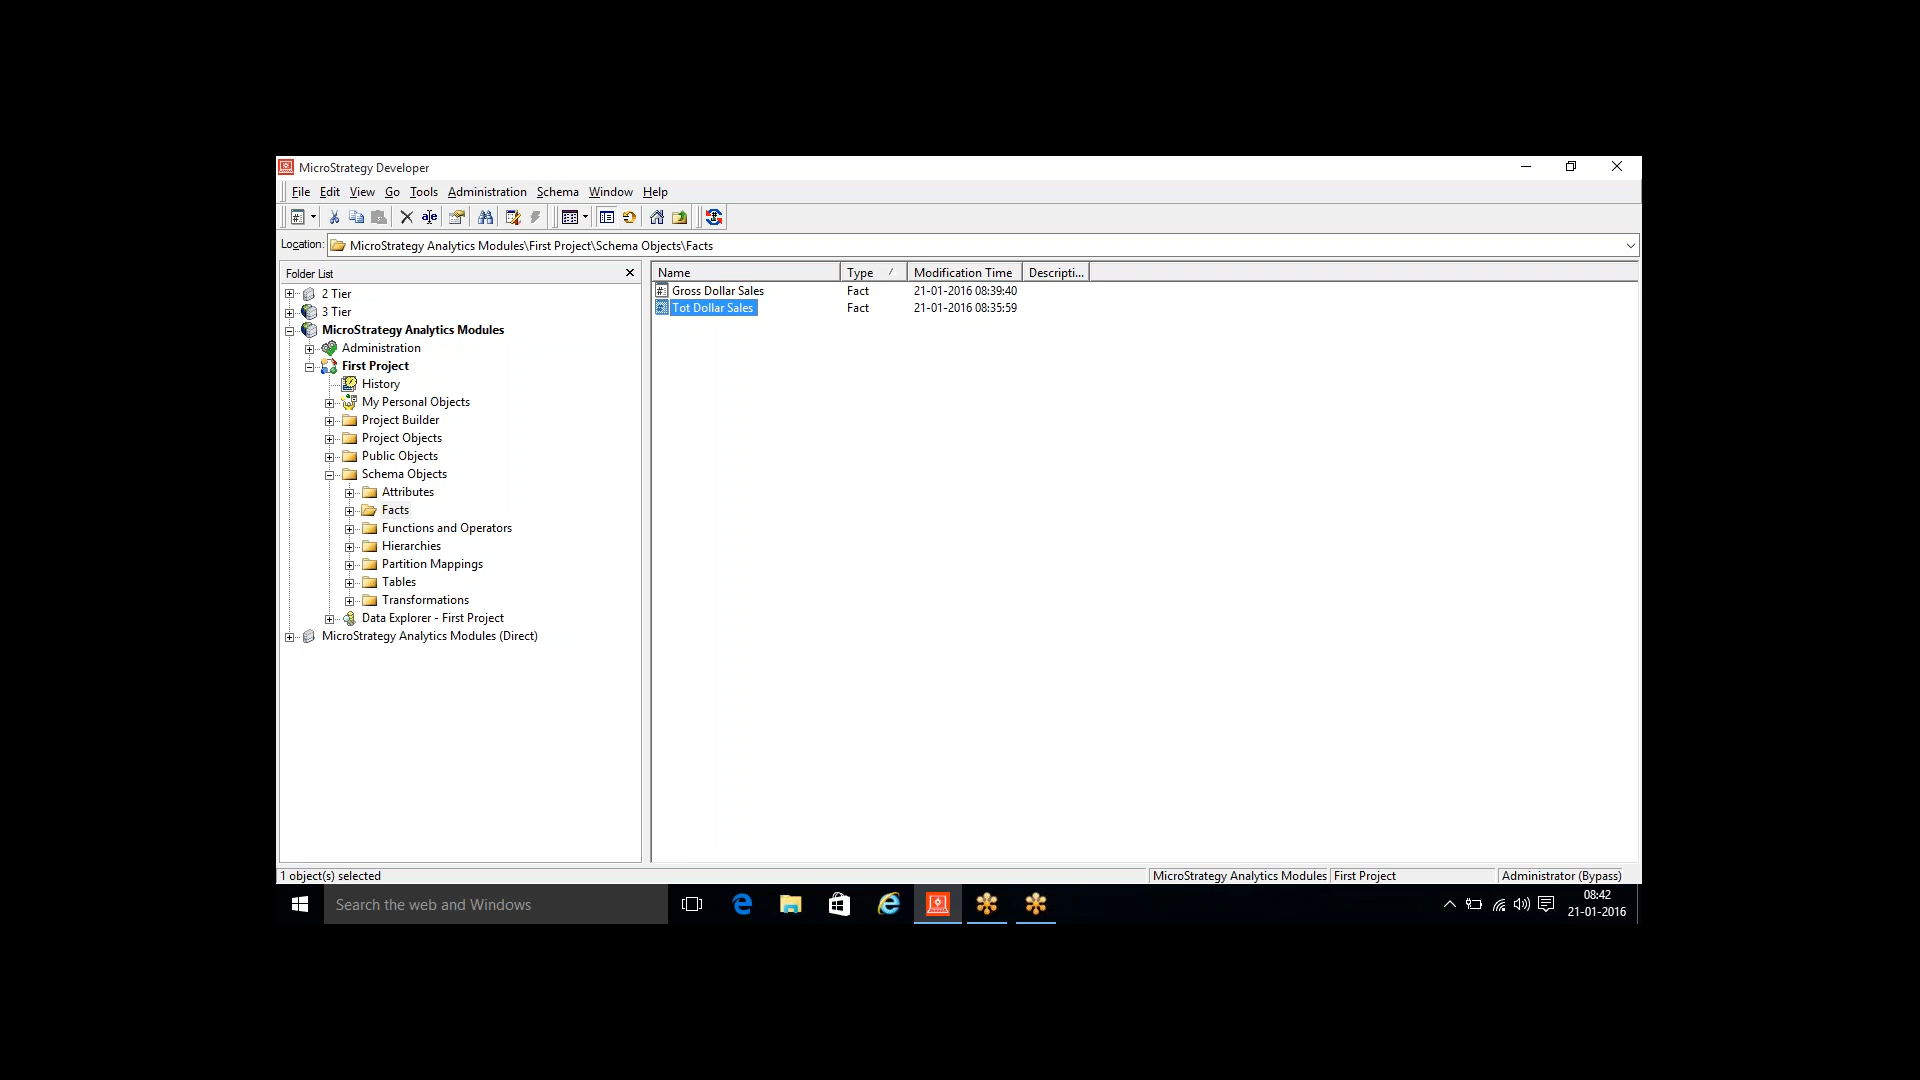 MicroStrategy Developer
File Edit View Go Tools Administration Schema Window Help
Location: MicroStrategy Analytics Modules\First Project\Schema Objects\Facts
Folder List
2 Tier
3 Tier
MicroStrategy Analytics Modules
Administration
First Project
History
My Personal Objects
Project Builder
Project Objects
Public Objects
Schema Objects
Attributes
Facts
Functions and Operators
Hierarchies
Partition Mappings
Tables
Transformations
Data Explorer - First Project
MicroStrategy Analytics Modules (Direct)
Name Type Modification Time Descripti...
Gross Dollar Sales Fact 21-01-2016 08:39:40
Tot Dollar Sales Fact 21-01-2016 08:35:59
1 object(s) selected MicroStrategy Analytics Modules First Project Administrator (Bypass)
Search the web and Windows
08:42
21-01-2016